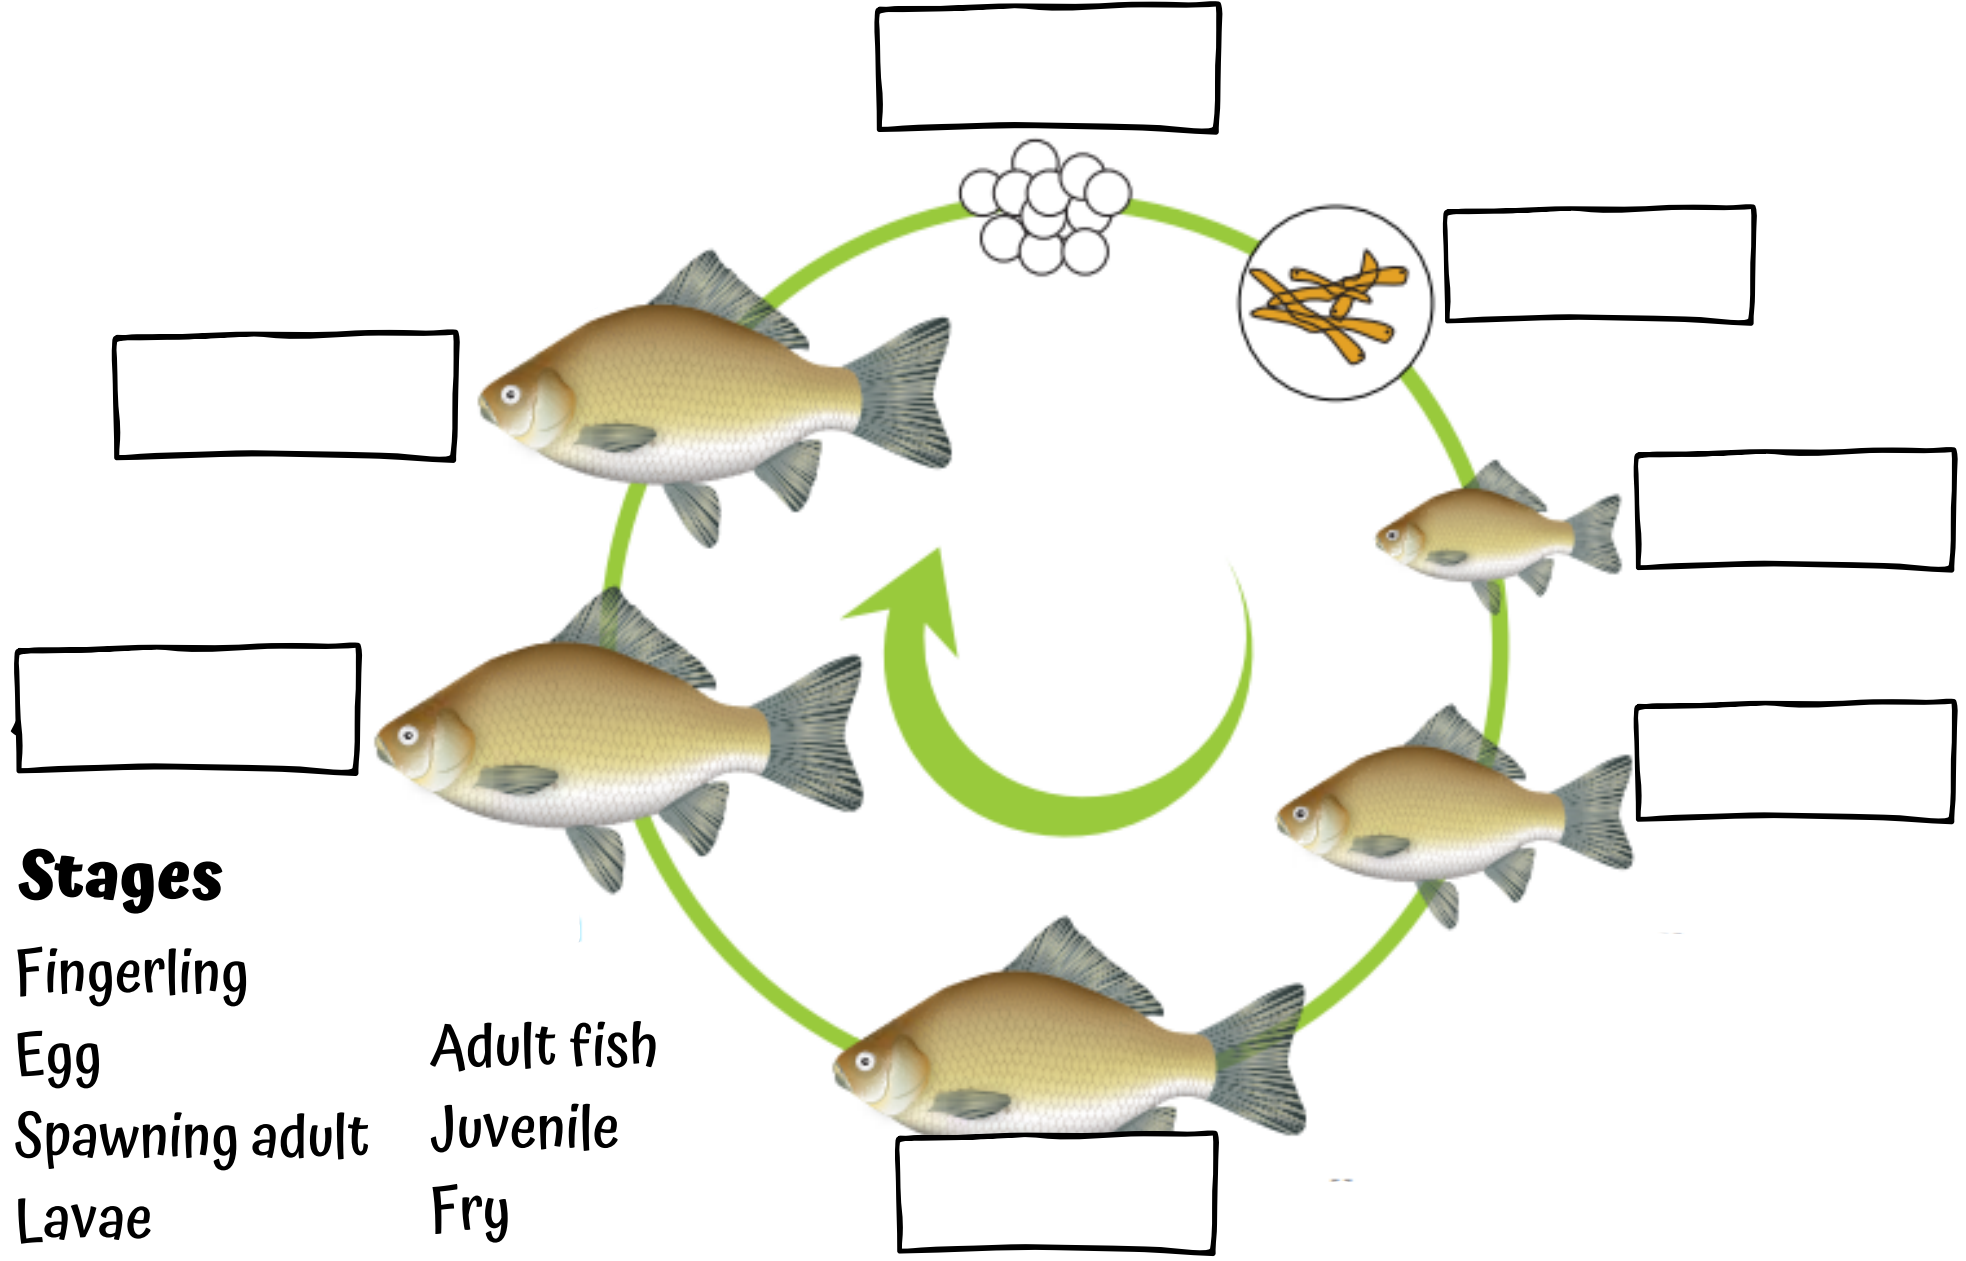 Stages
Fingerling
Egg
Spawning adult
Lavae
Adult fish
Juvenile
Fry